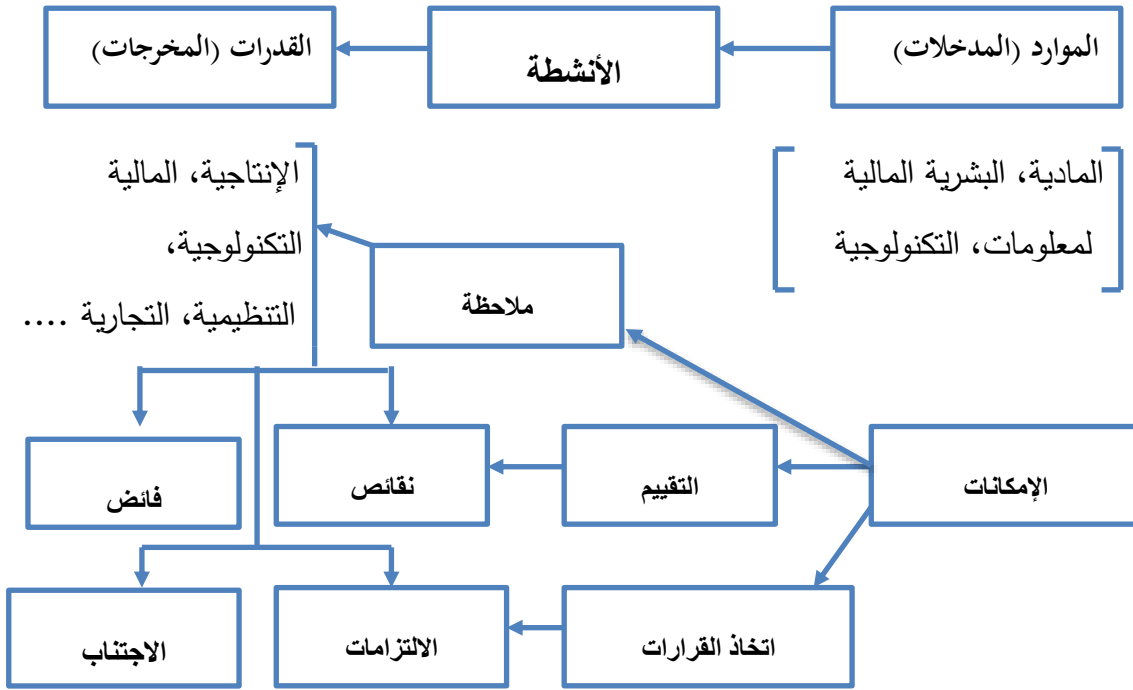 الموارد (المدخلات)
الأنشطة
القدرات (المخرجات)
المادية، البشرية المالية
لمعلومات، التكنولوجية
الإنتاجية، المالية
التكنولوجية،
التنظيمية، التجارية ....
ملاحظة
الإمكانات
التقييم
نقائص
فائض
اتخاذ القرارات
الالتزامات
الاجتناب